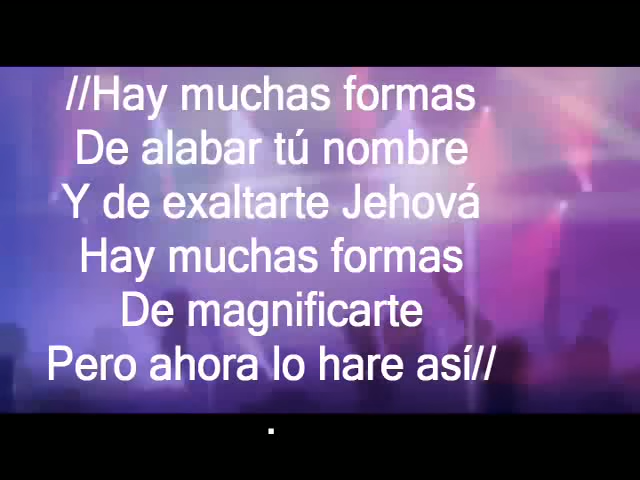 //Hay muchas formas
De alabar tú nombre
Y de exaltarte Jehová
Hay muchas formas
De magnificarte
Pero ahora lo hare así//
.